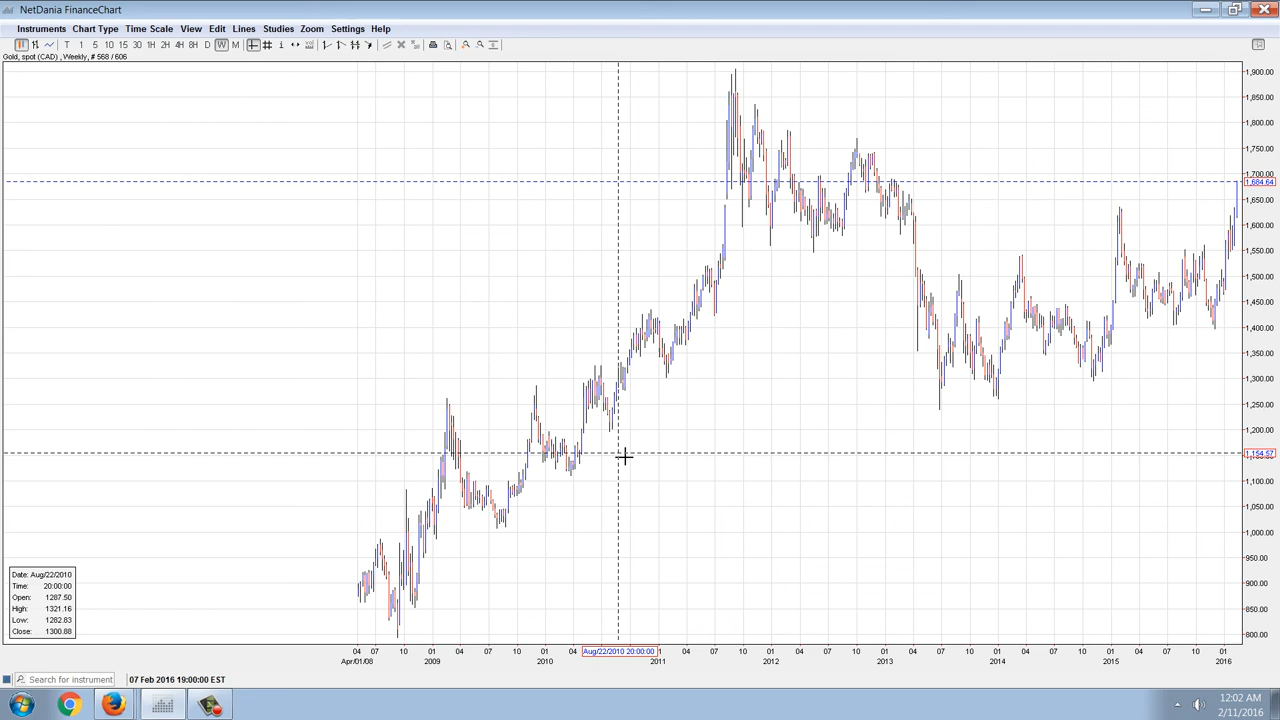 NetDania FinanceChart
Instruments Chart Type Time Scale View Edit Lines Studies Zoom Settings Help
T 1 5 10 15 30 1H 2H 4H 8H D W M
Gold, spot (CAD) , Weekly, # 568 / 606
1,900.00
1,850.00
1,800.00
1,750.00
1,700.00
1,684.64
1,650.00
1,600.00
1,550.00
1,500.00
1,450.00
1,400.00
1,350.00
1,300.00
1,250.00
1,200.00
1,154.57
1,100.00
1,050.00
1,000.00
950.00
900.00
850.00
800.00
Date: Aug/22/2010
Time: 20:00:00
Open: 1287.50
High: 1321.16
Low: 1282.83
Close: 1300.88
04 07 10 01 04 07 10 01 04 Aug/22/2010 20:00:00 01 04 07 10 01 04 07 10 01 04 07 10 01 04 07 10 01 04 07 10 01
Apr/01/08 2009 2010 2011 2012 2013 2014 2015 2016
Search for instrument 07 Feb 2016 19:00:00 EST
12:02 AM
2/11/2016